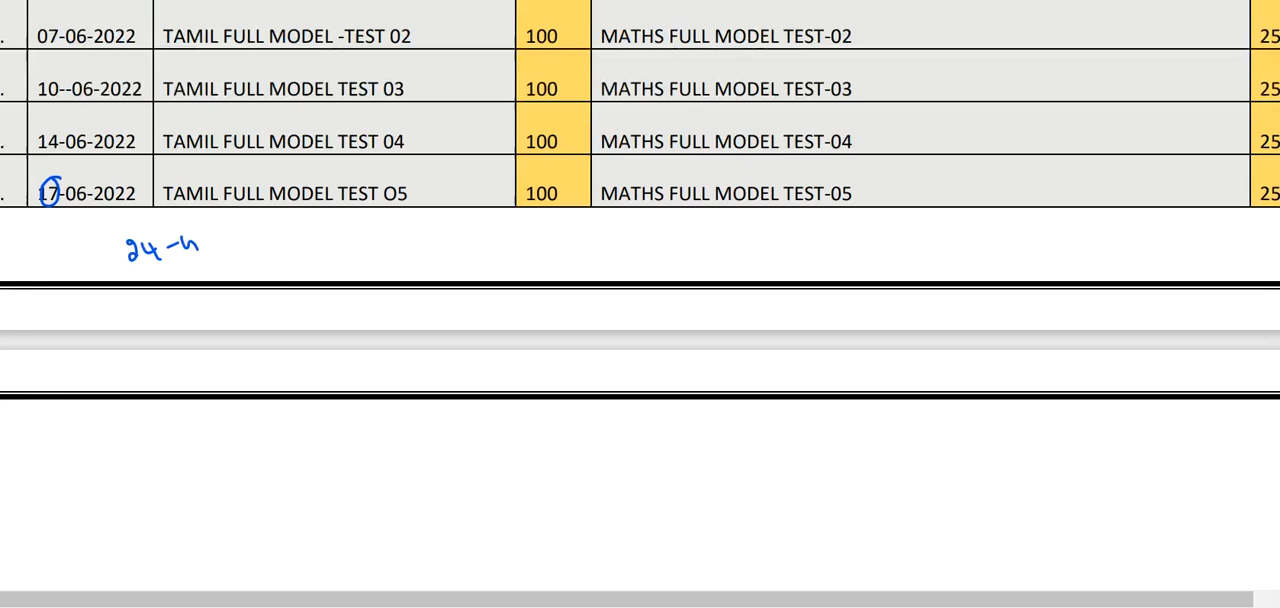 . 07-06-2022 TAMIL FULL MODEL -TEST 02 100 MATHS FULL MODEL TEST-02 25
. 10--06-2022 TAMIL FULL MODEL TEST 03 100 MATHS FULL MODEL TEST-03 25
. 14-06-2022 TAMIL FULL MODEL TEST 04 100 MATHS FULL MODEL TEST-04 25
. 17-06-2022 TAMIL FULL MODEL TEST O5 100 MATHS FULL MODEL TEST-05 25
24